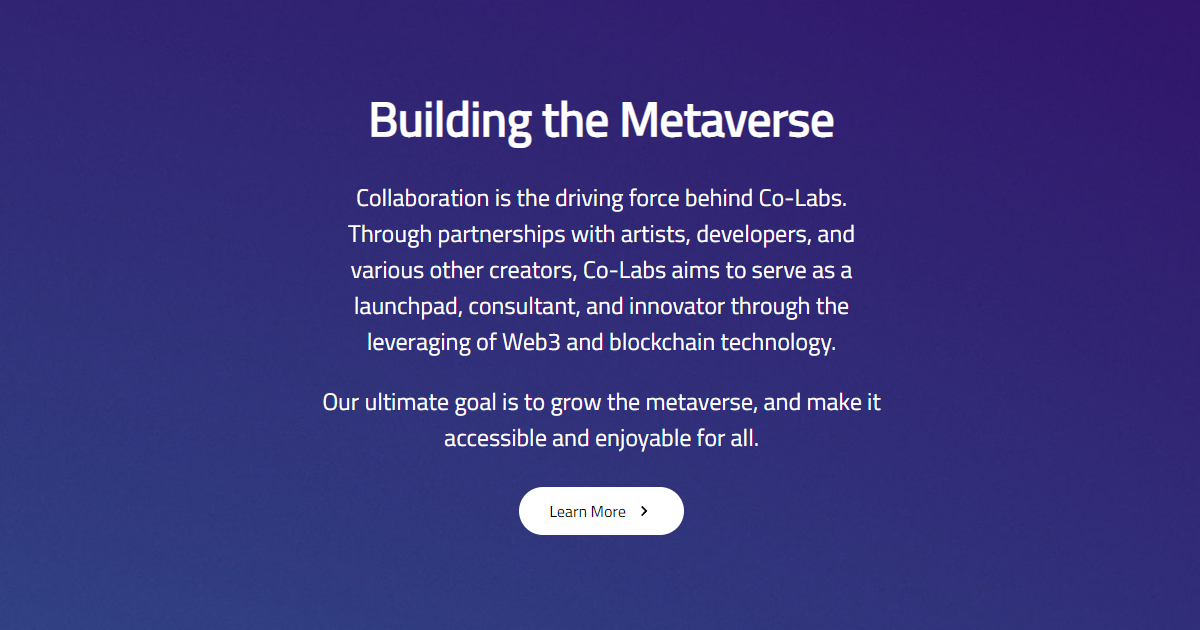 Building the Metaverse
Collaboration is the driving force behind Co-Labs.
Through partnerships with artists, developers, and
various other creators, Co-Labs aims to serve as a
launchpad, consultant, and innovator through the
leveraging of Web3 and blockchain technology.
Our ultimate goal is to grow the metaverse, and make it
accessible and enjoyable for all.
Learn More